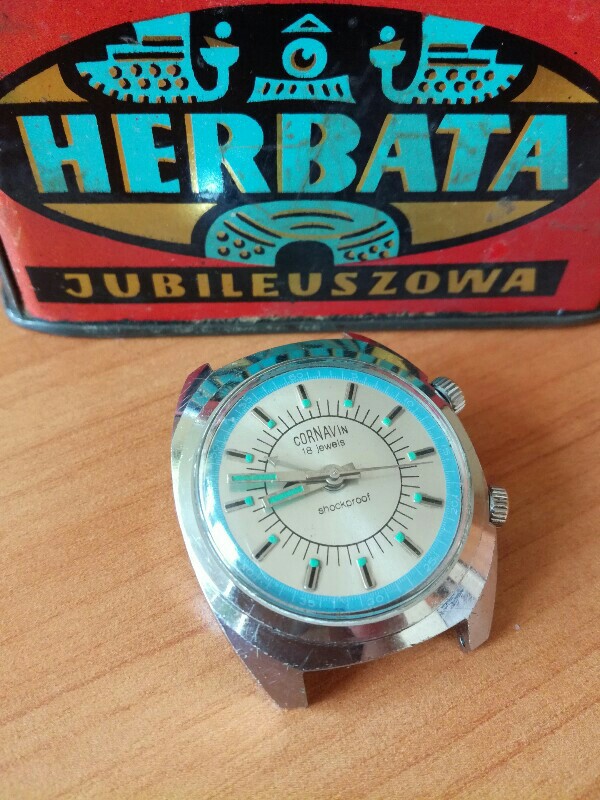 HERBATA
JUBILEUSZOWA
CORNAVIN
18 jewels
shockproof